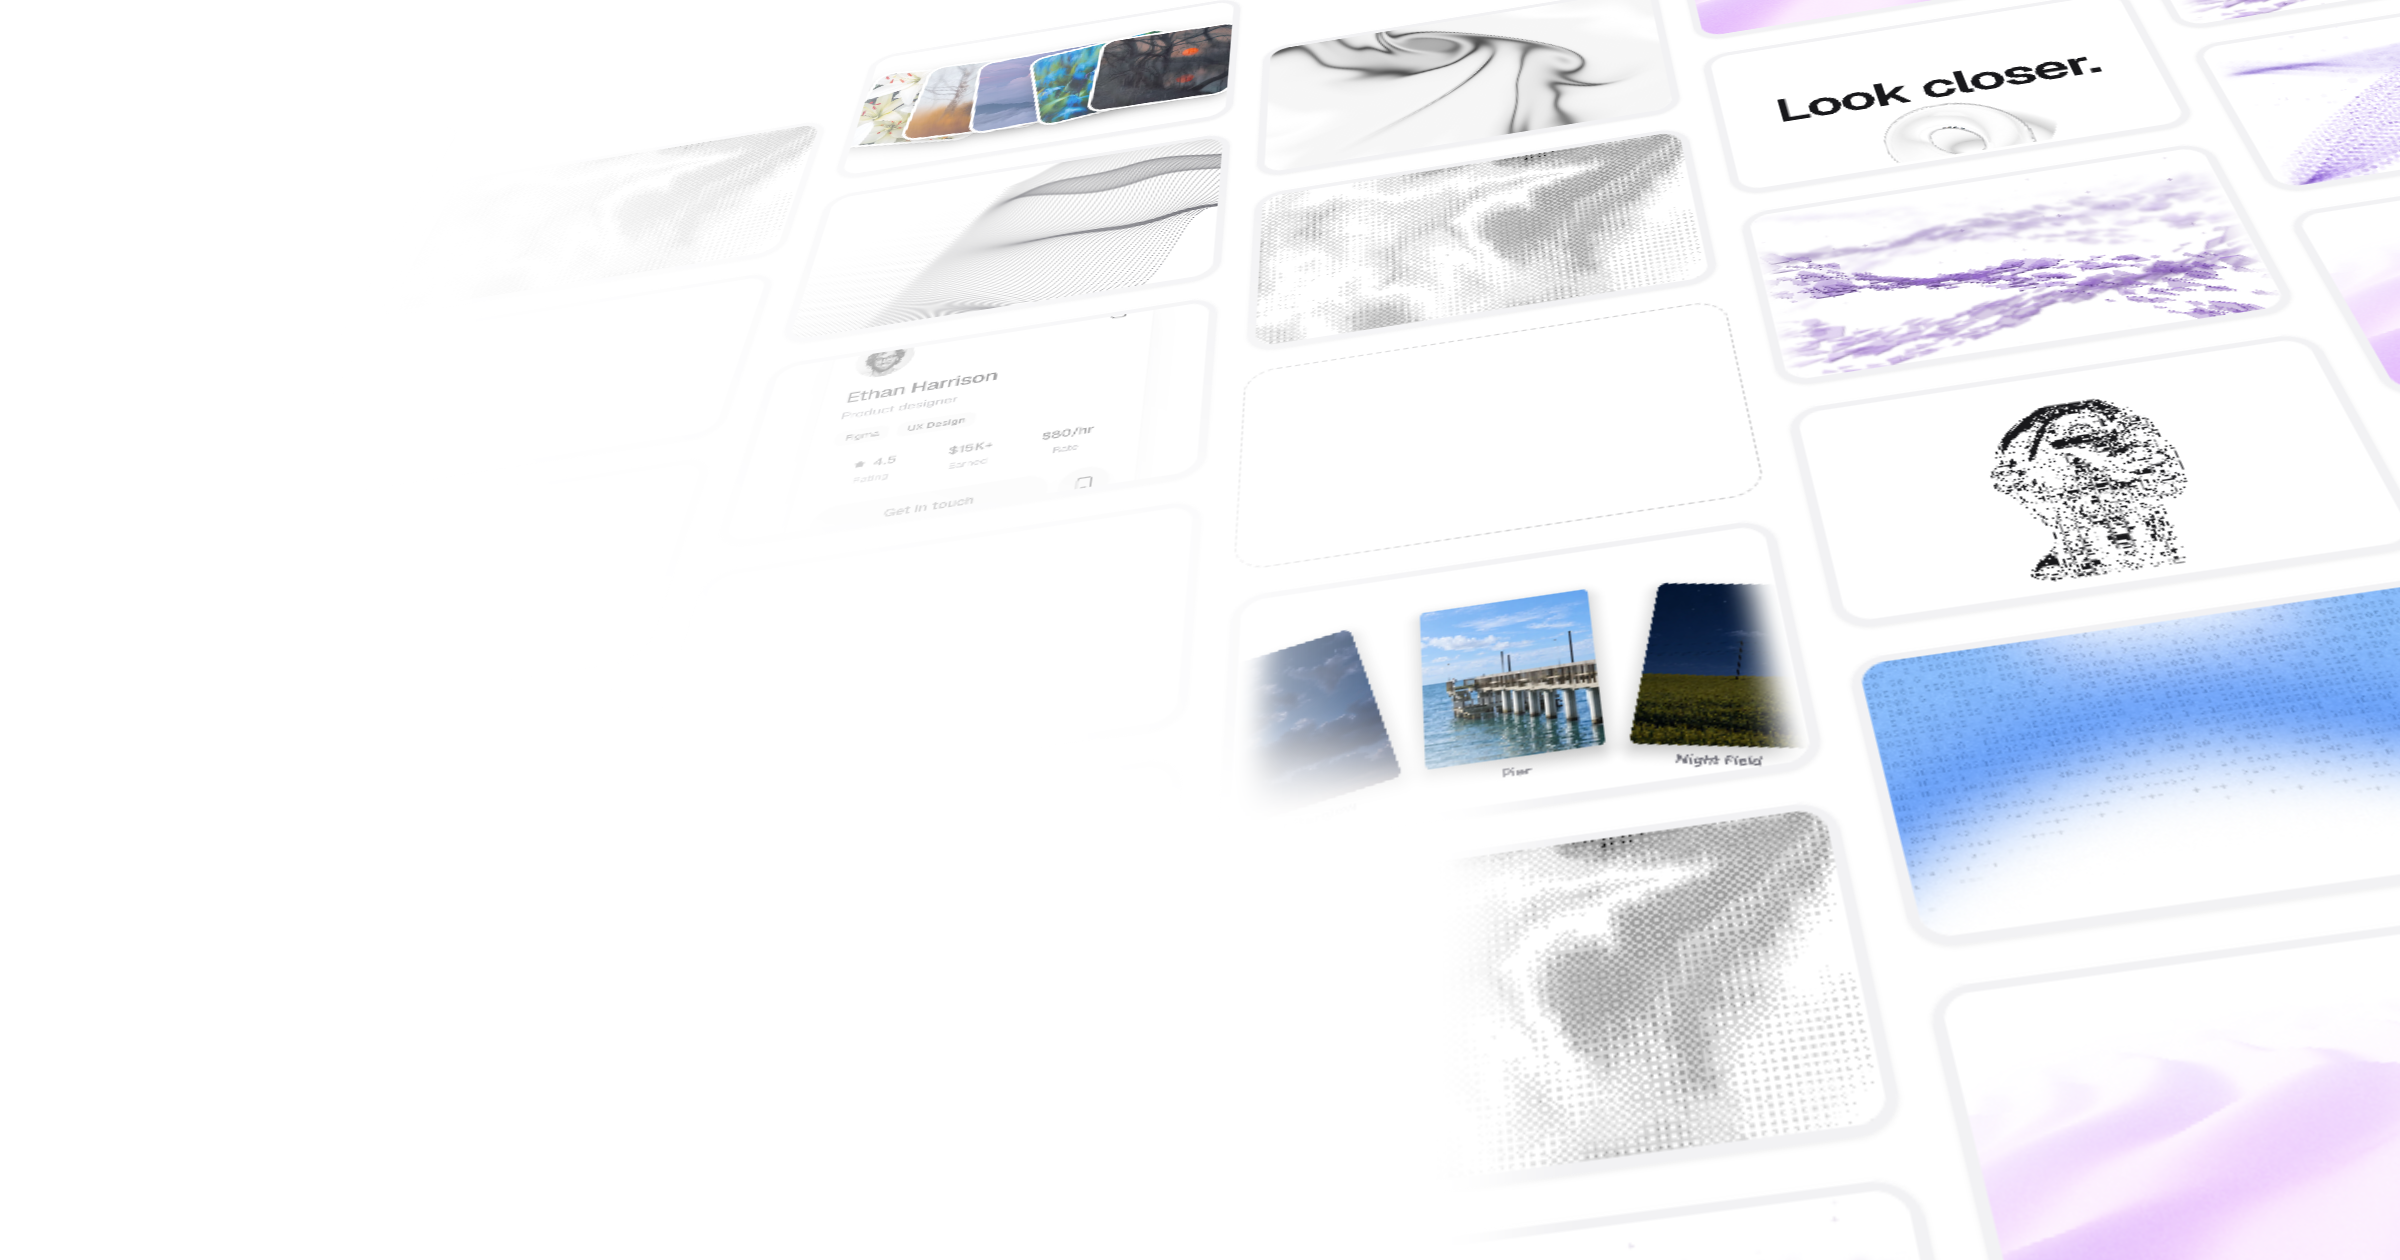 Look closer.
Ethan Harrison
Product designer
Figma
UX Design
4.5
$15K+
$80/hr
Rating
Earned
Rate
Get in touch
Pier
Night Field